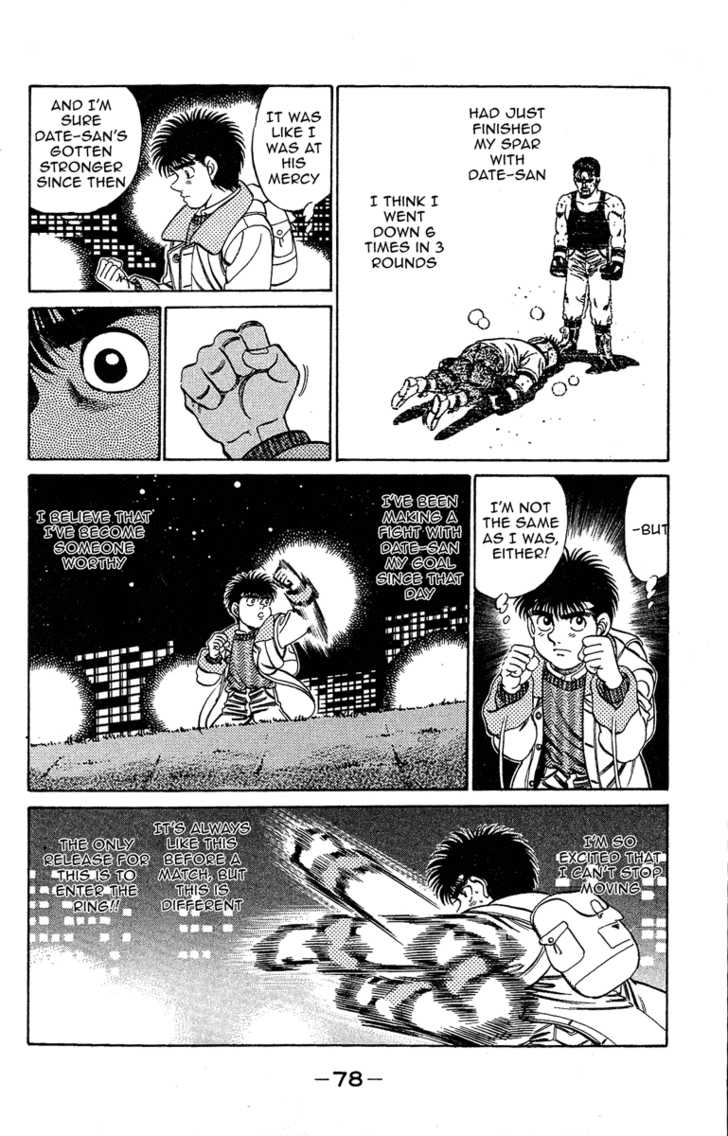 HAD JUST
FINISHED
MY SPAR
WITH
DATE-SAN
I THINK I
WENT
DOWN 6
TIMES IN 3
ROUNDS
IT WAS
LIKE I
WAS AT
HIS
MERCY
AND I'M
SURE
DATE-SAN'S
GOTTEN
STRONGER
SINCE THEN
-BUT
I'M NOT
THE SAME
AS I WAS,
EITHER!
I'VE BEEN
MAKING A
FIGHT WITH
DATE-SAN
MY GOAL
SINCE THAT
DAY
I BELIEVE THAT
I'VE BECOME
SOMEONE
WORTHY
I'M SO
EXCITED THAT
I CAN'T STOP
MOVING
IT'S ALWAYS
LIKE THIS
BEFORE A
MATCH, BUT
THIS IS
DIFFERENT
THE ONLY
RELEASE FOR
THIS IS TO
ENTER THE
RING!!
-78-